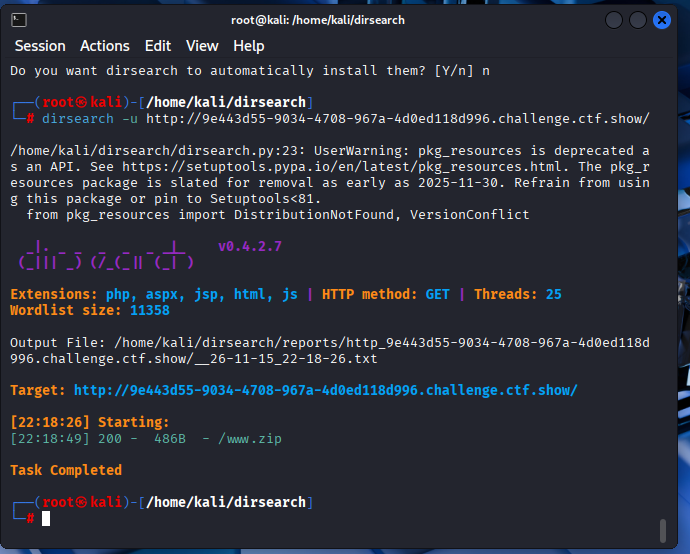 root@kali: /home/kali/dirsearch
Session Actions Edit View Help
Do you want dirsearch to automatically install them? [Y/n] n
┌──(root㉿kali)-[/home/kali/dirsearch]
└─# dirsearch -u http://9e443d55-9034-4708-967a-4d0ed118d996.challenge.ctf.show/
/home/kali/dirsearch/dirsearch.py:23: UserWarning: pkg_resources is deprecated a
s an API. See https://setuptools.pypa.io/en/latest/pkg_resources.html. The pkg_r
esources package is slated for removal as early as 2025-11-30. Refrain from usin
g this package or pin to Setuptools<81.
  from pkg_resources import DistributionNotFound, VersionConflict
  _|. _ _  _  _  _ _|_    v0.4.2.7
 (_||| _) (/_(_|| (_| )
Extensions: php, aspx, jsp, html, js | HTTP method: GET | Threads: 25
Wordlist size: 11358
Output File: /home/kali/dirsearch/reports/http_9e443d55-9034-4708-967a-4d0ed118d
996.challenge.ctf.show/__26-11-15_22-18-26.txt
Target: http://9e443d55-9034-4708-967a-4d0ed118d996.challenge.ctf.show/
[22:18:26] Starting:
[22:18:49] 200 -  486B  - /www.zip
Task Completed
┌──(root㉿kali)-[/home/kali/dirsearch]
└─#